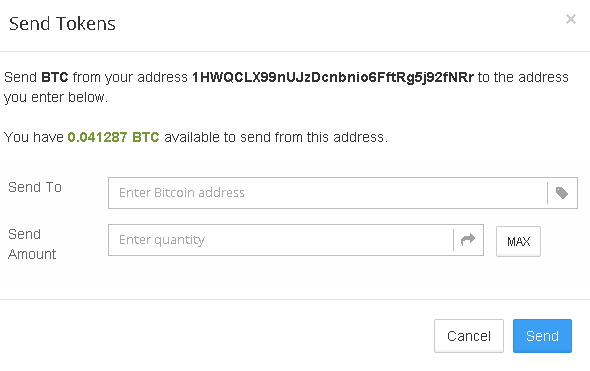 Send Tokens
×
Send BTC from your address 1HWQCLX99nUJzDcnbnio6FftRg5j92fNRr to the address
you enter below.
You have 0.041287 BTC available to send from this address.
Send To
Enter Bitcoin address
Send
Amount
Enter quantity
MAX
Cancel
Send